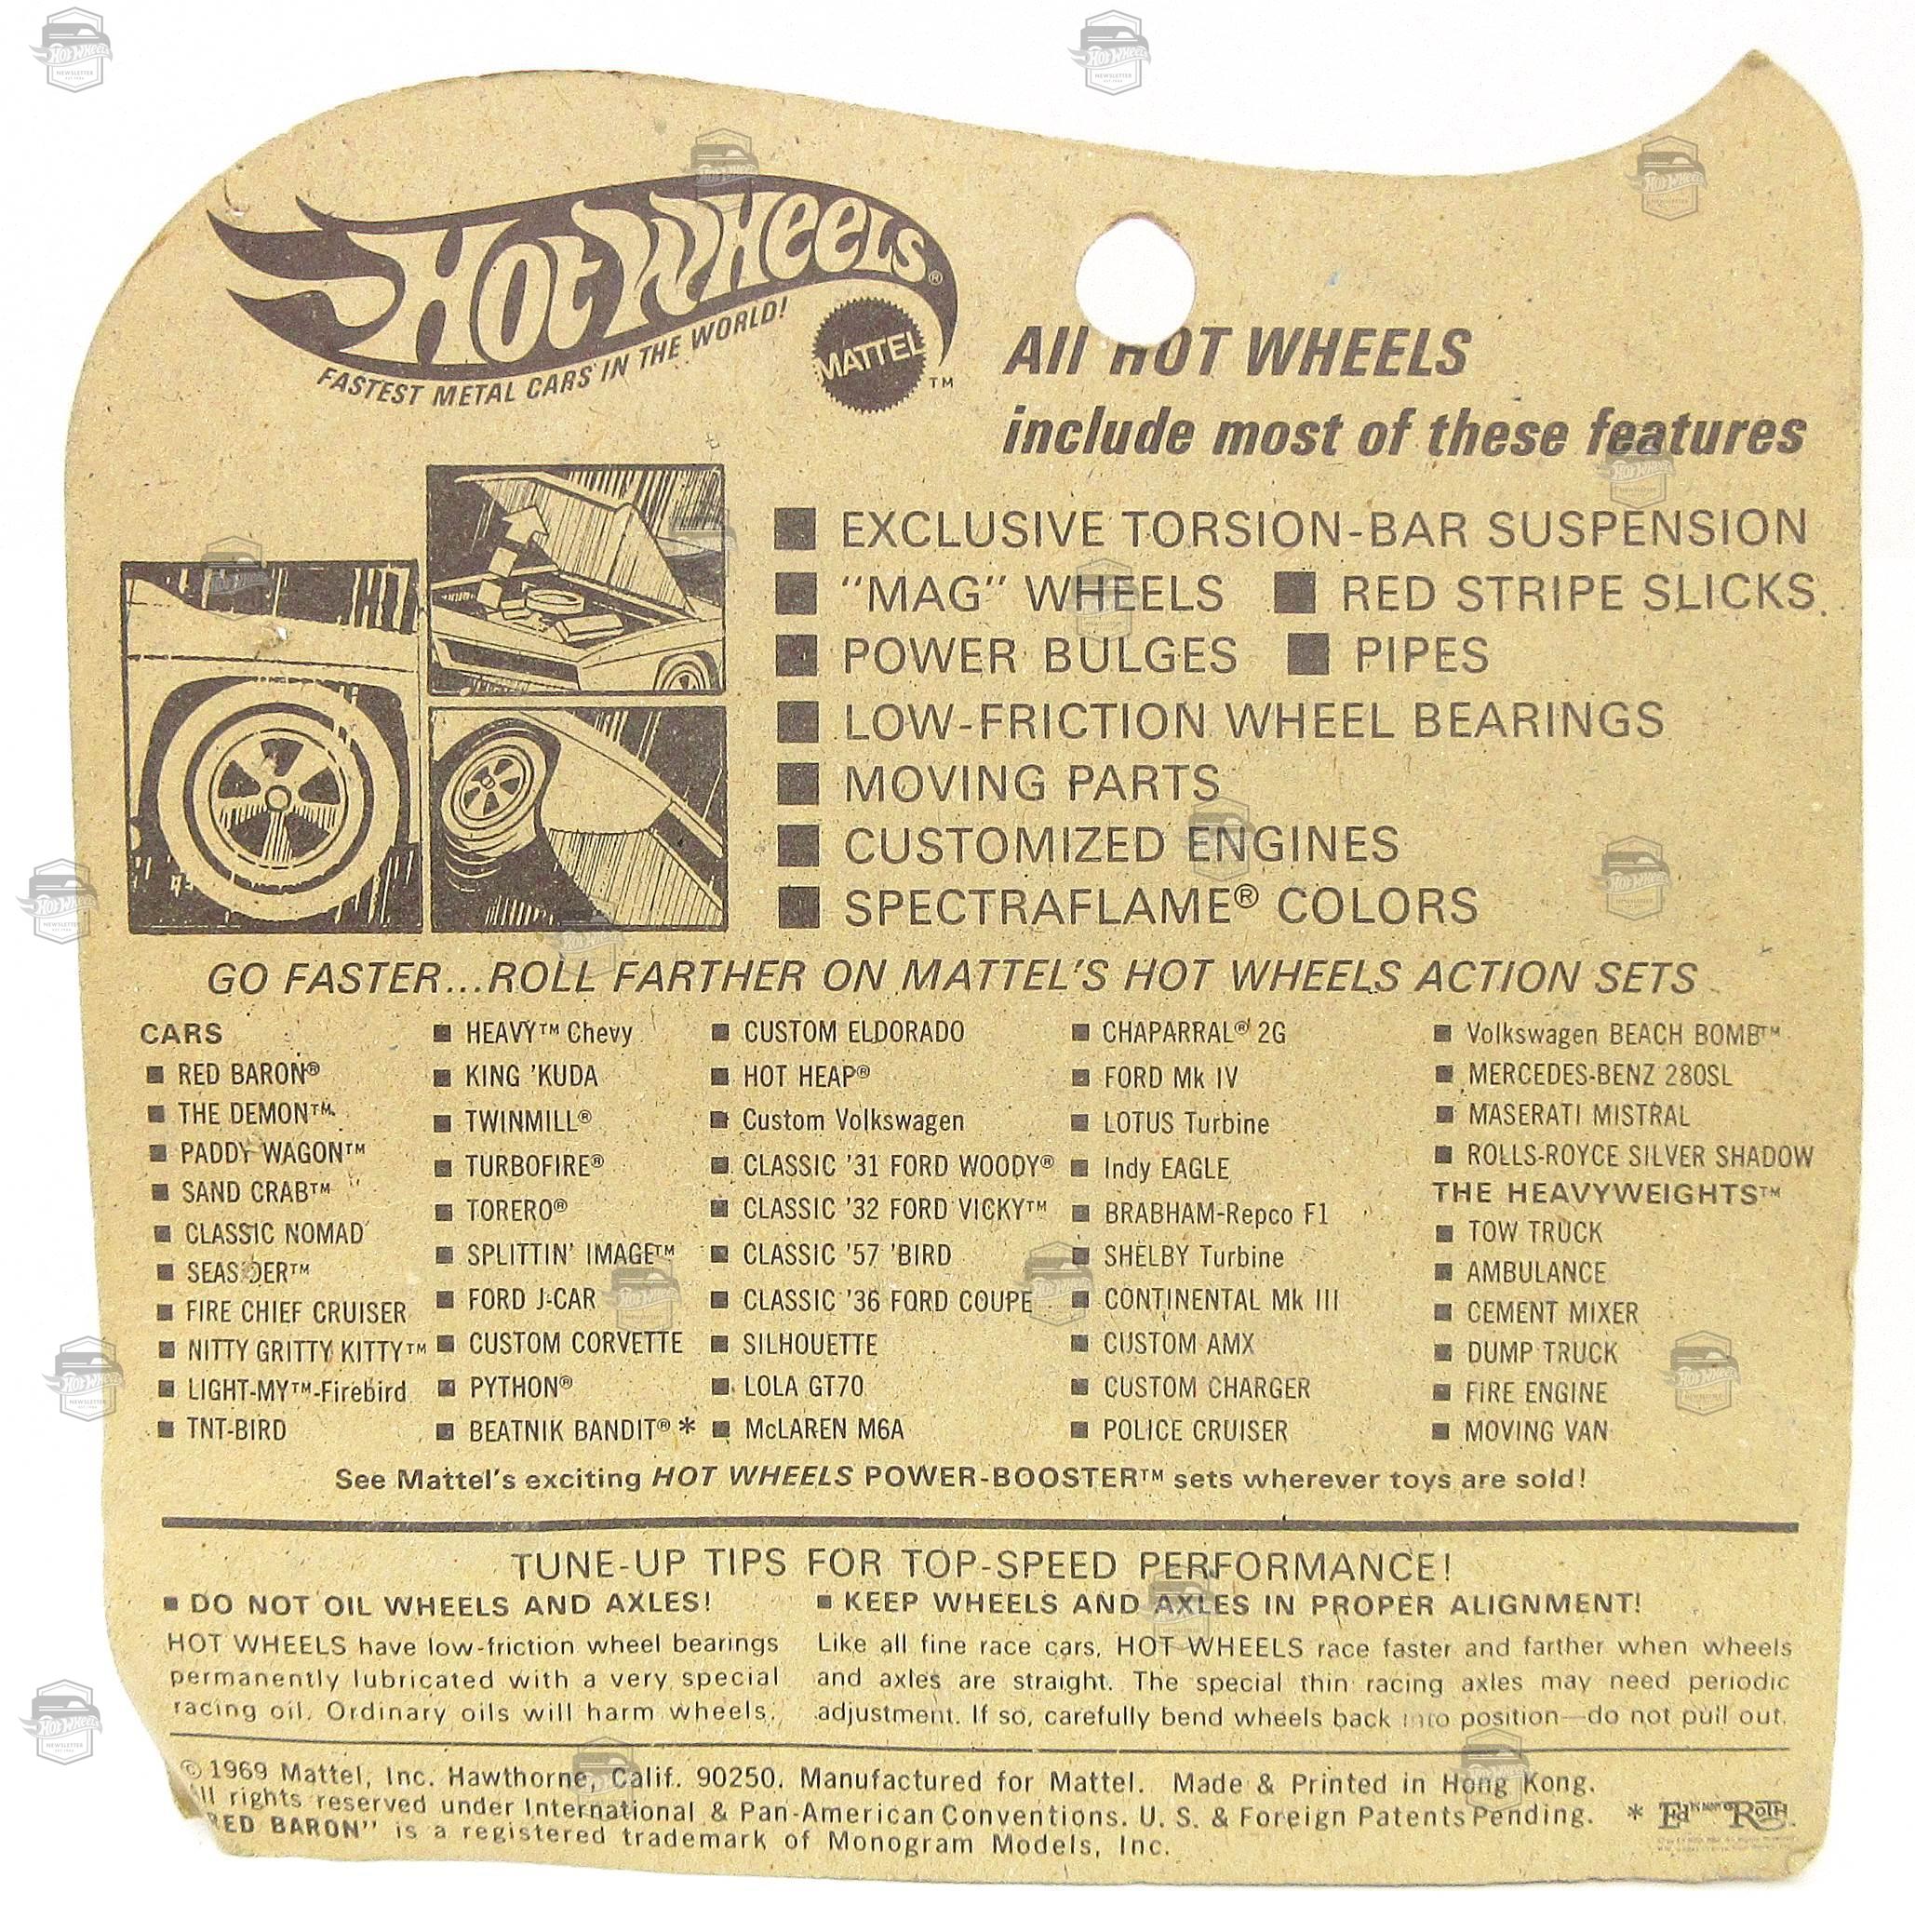 HOT WHEELS®
FASTEST METAL CARS IN THE WORLD!
MATTEL
TM
All HOT WHEELS
include most of these features
■ EXCLUSIVE TORSION-BAR SUSPENSION
■ "MAG" WHEELS ■ RED STRIPE SLICKS
■ POWER BULGES ■ PIPES
■ LOW-FRICTION WHEEL BEARINGS
■ MOVING PARTS
■ CUSTOMIZED ENGINES
■ SPECTRAFLAME® COLORS
GO FASTER...ROLL FARTHER ON MATTEL'S HOT WHEELS ACTION SETS
CARS
■ RED BARON®
■ THE DEMON™
■ PADDY WAGON™
■ SAND CRAB™
■ CLASSIC NOMAD
■ SEASIDER™
■ FIRE CHIEF CRUISER
■ NITTY GRITTY KITTY™
■ LIGHT-MY™-Firebird
■ TNT-BIRD
■ HEAVY™ Chevy
■ KING 'KUDA
■ TWINMILL®
■ TURBOFIRE®
■ TORERO®
■ SPLITTIN' IMAGE™
■ FORD J-CAR
■ CUSTOM CORVETTE
■ PYTHON®
■ BEATNIK BANDIT®*
■ CUSTOM ELDORADO
■ HOT HEAP®
■ Custom Volkswagen
■ CLASSIC '31 FORD WOODY®
■ CLASSIC '32 FORD VICKY™
■ CLASSIC '57 'BIRD
■ CLASSIC '36 FORD COUPE
■ SILHOUETTE
■ LOLA GT70
■ McLAREN M6A
■ CHAPARRAL® 2G
■ FORD Mk IV
■ LOTUS Turbine
■ Indy EAGLE
■ BRABHAM-Repco F1
■ SHELBY Turbine
■ CONTINENTAL Mk III
■ CUSTOM AMX
■ CUSTOM CHARGER
■ POLICE CRUISER
■ Volkswagen BEACH BOMB™
■ MERCEDES-BENZ 280SL
■ MASERATI MISTRAL
■ ROLLS-ROYCE SILVER SHADOW
THE HEAVYWEIGHTS™
■ TOW TRUCK
■ AMBULANCE
■ CEMENT MIXER
■ DUMP TRUCK
■ FIRE ENGINE
■ MOVING VAN
See Mattel's exciting HOT WHEELS POWER-BOOSTER™ sets wherever toys are sold!
TUNE-UP TIPS FOR TOP-SPEED PERFORMANCE!
■ DO NOT OIL WHEELS AND AXLES!
HOT WHEELS have low-friction wheel bearings
permanently lubricated with a very special
racing oil. Ordinary oils will harm wheels.
■ KEEP WHEELS AND AXLES IN PROPER ALIGNMENT!
Like all fine race cars, HOT WHEELS race faster and farther when wheels
and axles are straight. The special thin racing axles may need periodic
adjustment. If so, carefully bend wheels back into position—do not pull out.
© 1969 Mattel, Inc. Hawthorne, Calif. 90250. Manufactured for Mattel. Made & Printed in Hong Kong.
All rights reserved under International & Pan-American Conventions. U. S. & Foreign Patents Pending.
"RED BARON" is a registered trademark of Monogram Models, Inc.
* Ed Roth